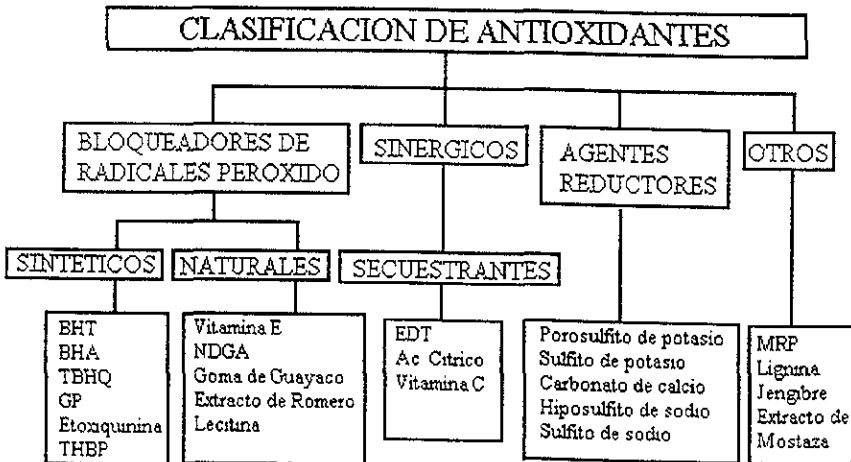 CLASIFICACION DE ANTIOXIDANTES
BLOQUEADORES DE
RADICALES PEROXIDO
SINERGICOS
AGENTES
REDUCTORES
OTROS
SINTETICOS
NATURALES
SECUESTRANTES
BHT
BHA
TBHQ
GP
Etoxiquinina
THBP
Vitamina E
NDGA
Goma de Guayaco
Extracto de Romero
Lecitina
EDT
Ac Citrico
Vitamina C
Porosulfito de potasio
Sulfito de potasio
Carbonato de calcio
Hiposulfito de sodio
Sulfito de sodio
MRP
Lignina
Jengibre
Extracto de
Mostaza